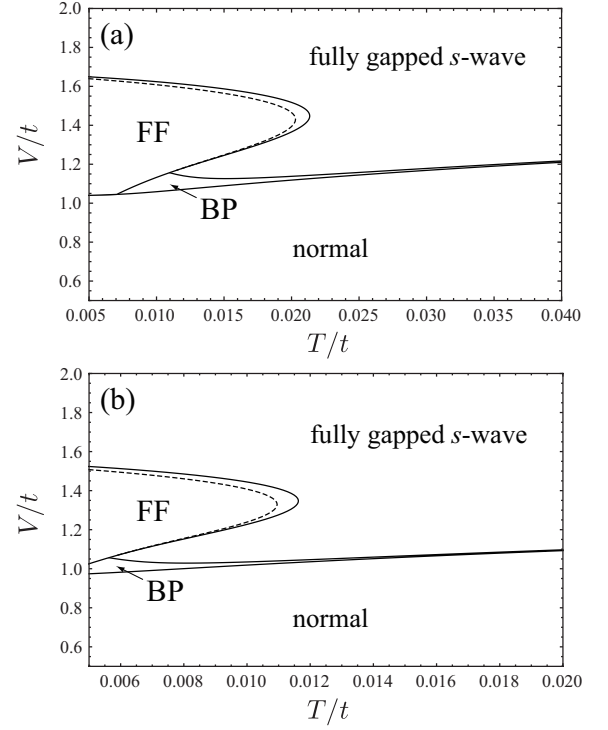 (a)
fully gapped s-wave
FF
BP
normal
V/t
2.0
1.8
1.6
1.4
1.2
1.0
0.8
0.6
0.005 0.010 0.015 0.020 0.025 0.030 0.035 0.040
T/t
(b)
fully gapped s-wave
FF
BP
normal
V/t
2.0
1.8
1.6
1.4
1.2
1.0
0.8
0.6
0.006 0.008 0.010 0.012 0.014 0.016 0.018 0.020
T/t